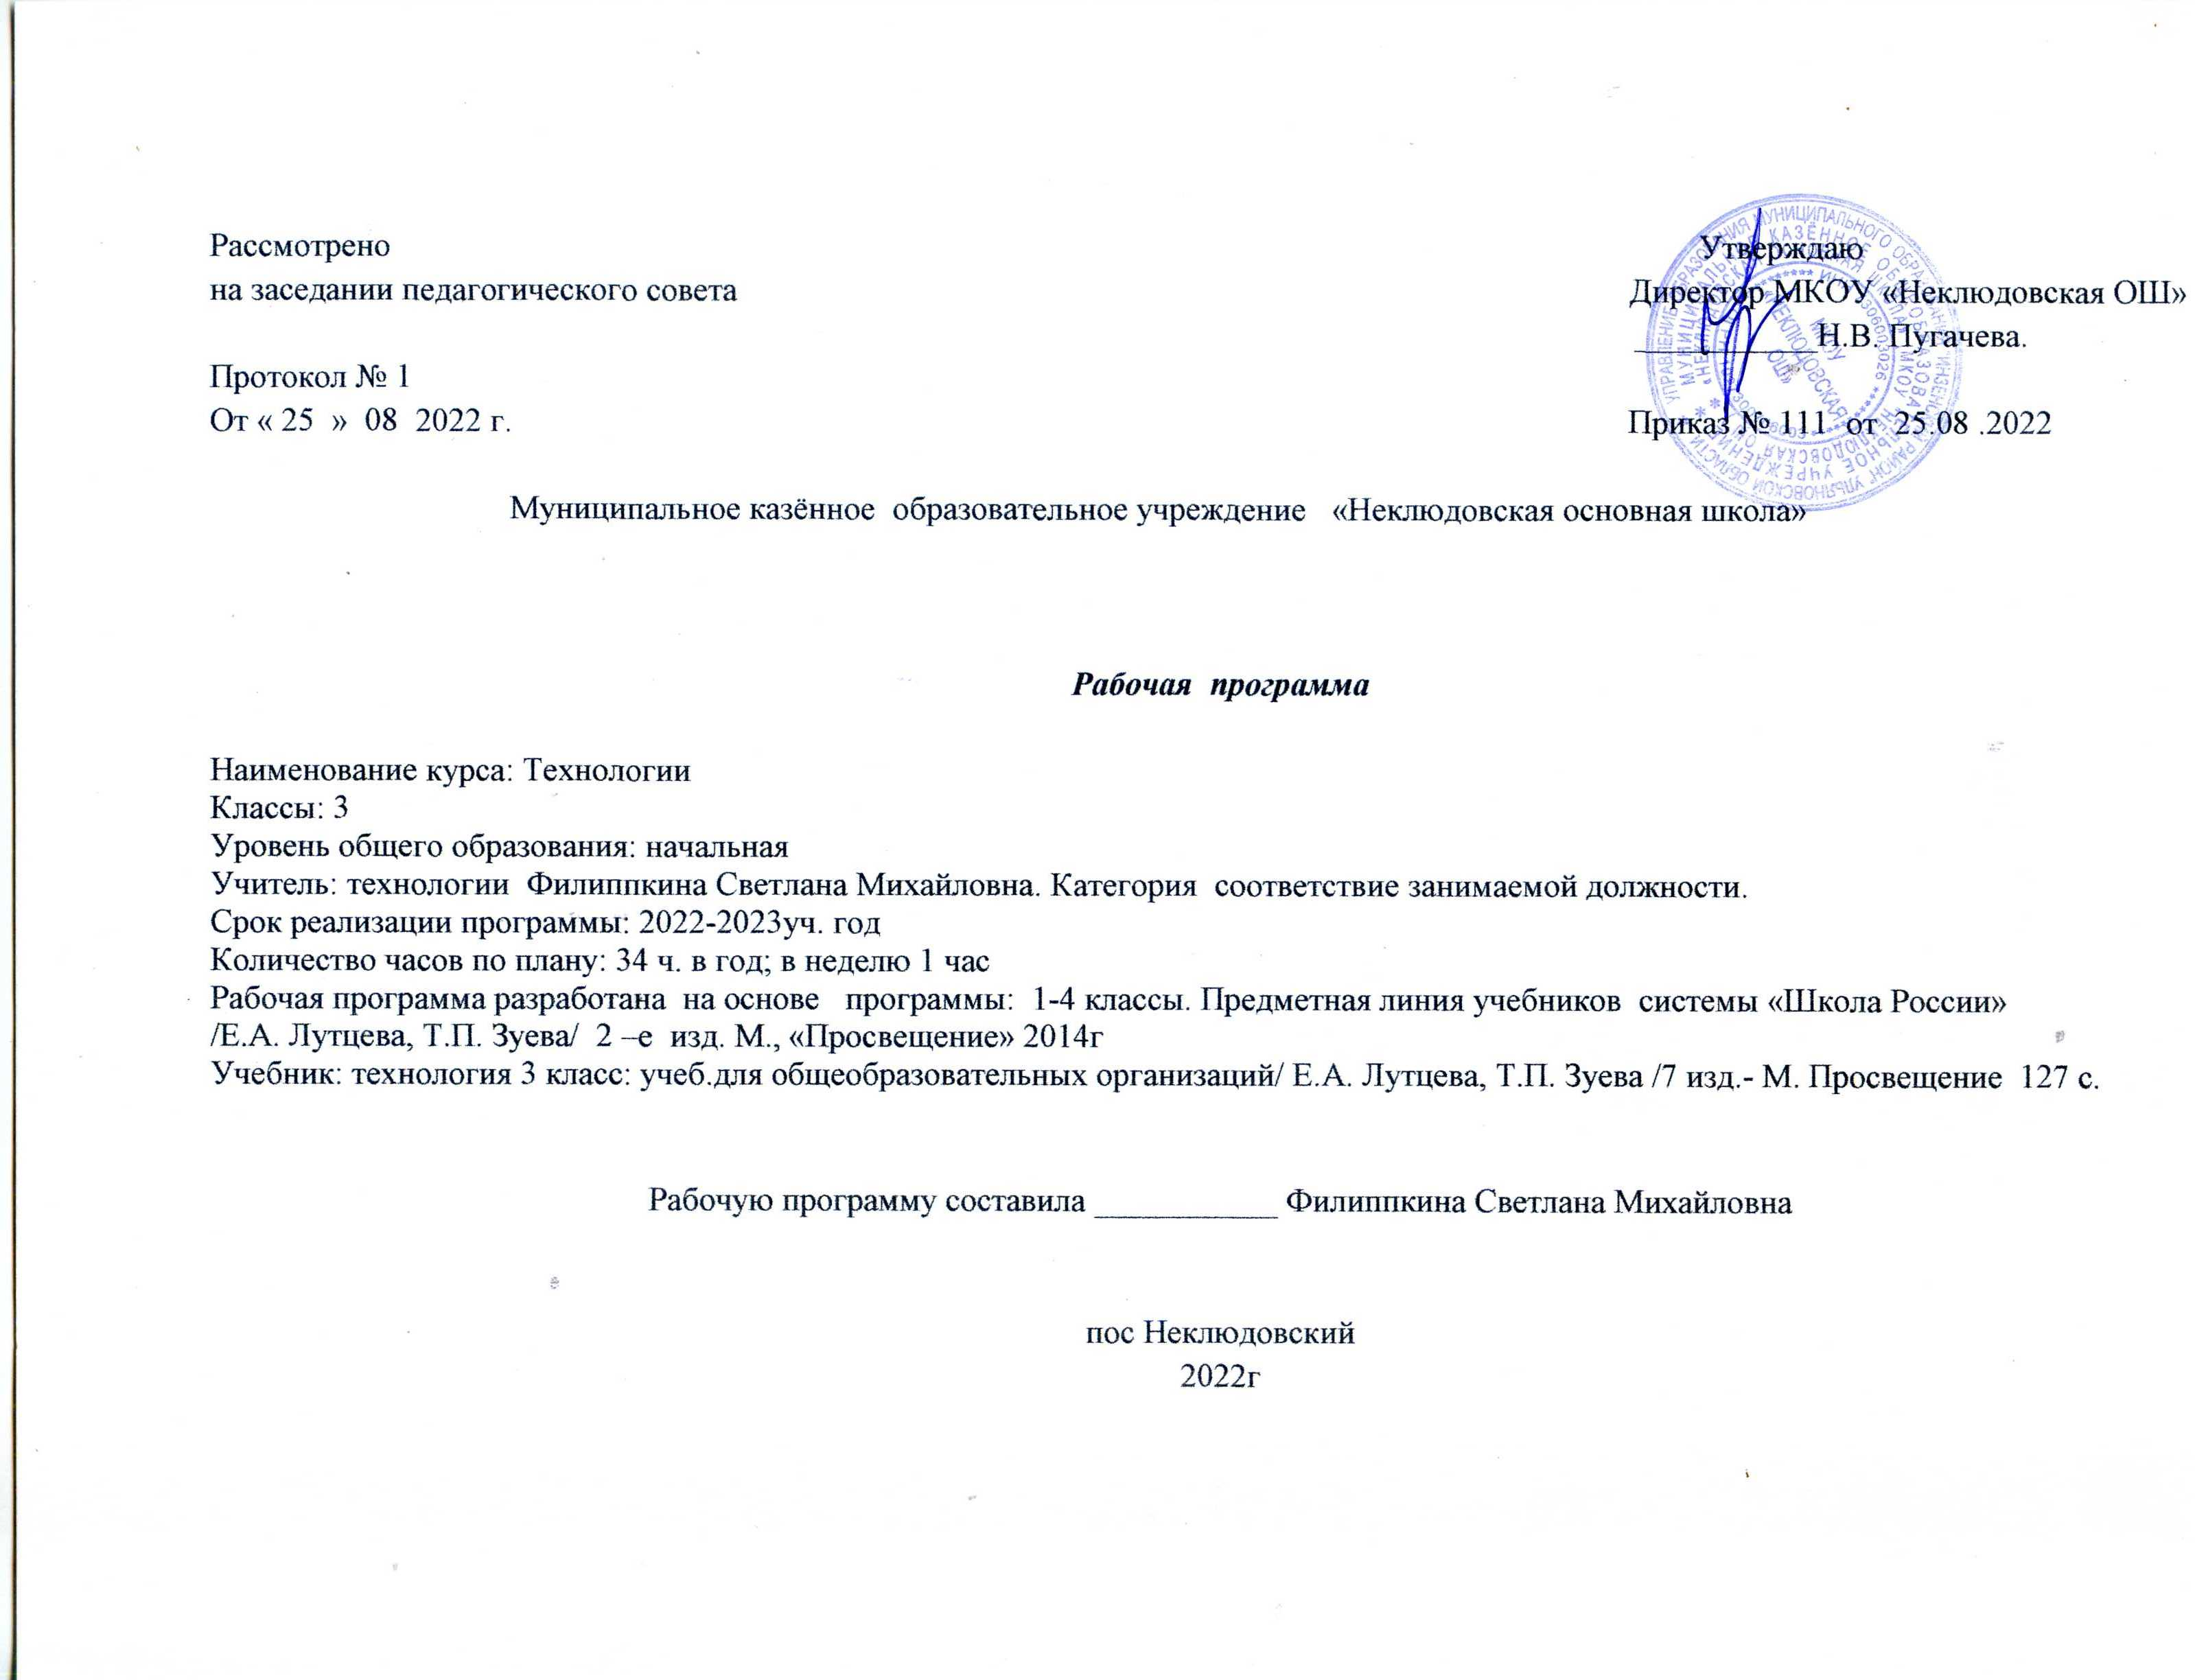 Рассмотрено
на заседании педагогического совета
Протокол № 1
От « 25  »  08  2022 г.
Утверждаю
Директор МКОУ «Неклюдовская ОШ»
____________Н.В. Пугачева.
Приказ № 111  от  25.08 .2022
МКОУ
«НЕКЛЮДОВСКАЯ
ОШ»
Муниципальное казённое  образовательное учреждение   «Неклюдовская основная школа»
Рабочая  программа
Наименование курса: Технологии
Классы: 3
Уровень общего образования: начальная
Учитель: технологии  Филиппкина Светлана Михайловна. Категория  соответствие занимаемой должности.
Срок реализации программы: 2022-2023уч. год
Количество часов по плану: 34 ч. в год; в неделю 1 час
Рабочая программа разработана  на основе   программы:  1-4 классы. Предметная линия учебников  системы «Школа России»
/Е.А. Лутцева, Т.П. Зуева/  2 –е  изд. М., «Просвещение» 2014г
Учебник: технология 3 класс: учеб.для общеобразовательных организаций/ Е.А. Лутцева, Т.П. Зуева /7 изд.- М. Просвещение  127 с.
Рабочую программу составила ____________ Филиппкина Светлана Михайловна
пос Неклюдовский
2022г